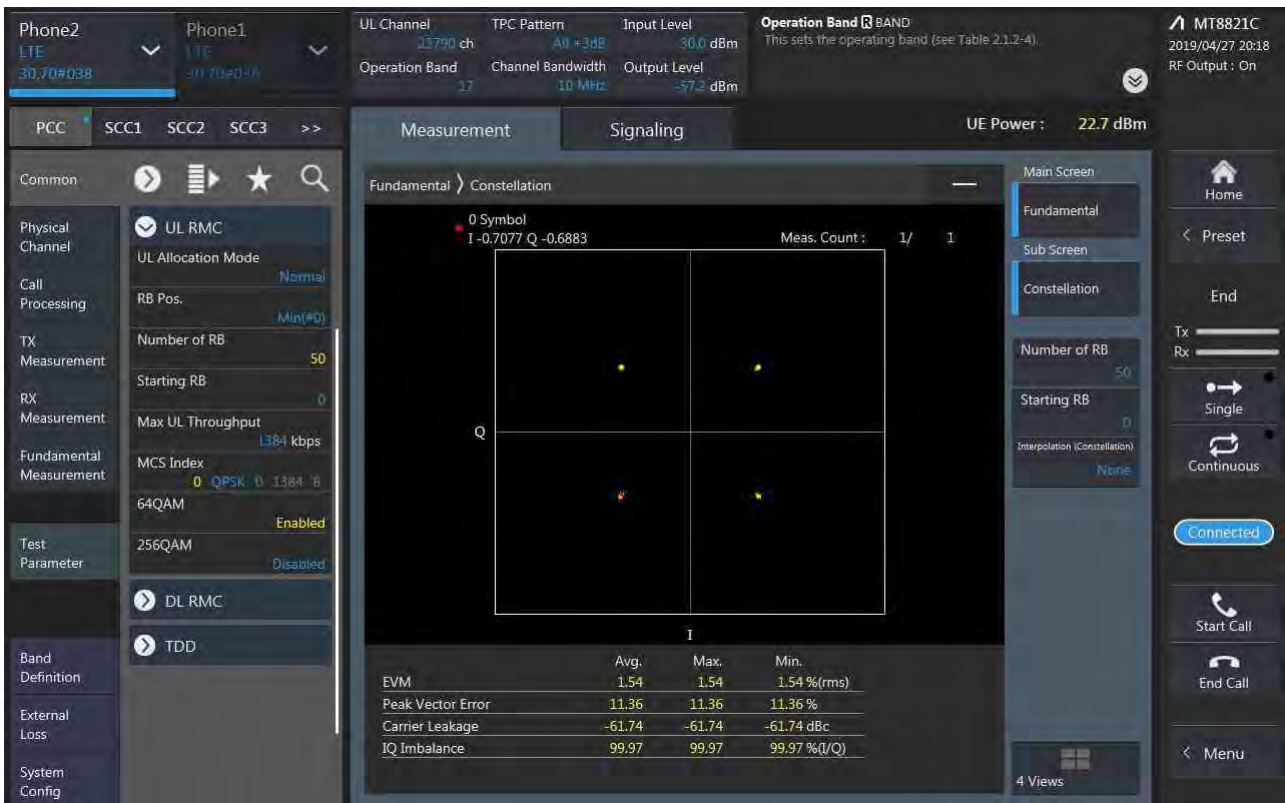 Phone2
LTE
30.70#038
Phone1
LTE
30.70#038
UL Channel
23790 ch
Operation Band
17
TPC Pattern
All +3dB
Channel Bandwidth
10 MHz
Input Level
30.0 dBm
Output Level
-57.2 dBm
Operation Band R BAND
This sets the operating band (see Table 2.1.2-4).
MT8821C
2019/04/27 20:18
RF Output : On
PCC SCC1 SCC2 SCC3 >>
Measurement
Signaling
UE Power : 22.7 dBm
Common
Physical
Channel
Call
Processing
TX
Measurement
RX
Measurement
Fundamental
Measurement
Test
Parameter
Band
Definition
External
Loss
System
Config
UL RMC
UL Allocation Mode
Normal
RB Pos.
Min(#0)
Number of RB
50
Starting RB
0
Max UL Throughput
1384 kbps
MCS Index
0 QPSK 0 1384 6
64QAM
Enabled
256QAM
Disabled
DL RMC
TDD
Fundamental > Constellation
0 Symbol
I -0.7077 Q -0.6883
Meas. Count : 1/ 1
Q
I
Avg. Max. Min.
EVM 1.54 1.54 1.54 %(rms)
Peak Vector Error 11.36 11.36 11.36 %
Carrier Leakage -61.74 -61.74 -61.74 dBc
IQ Imbalance 99.97 99.97 99.97 %(I/Q)
Main Screen
Fundamental
Sub Screen
Constellation
Number of RB
50
Starting RB
0
Interpolation (Constellation)
None
4 Views
Home
< Preset
End
Tx
Rx
Single
Continuous
Connected
Start Call
End Call
< Menu